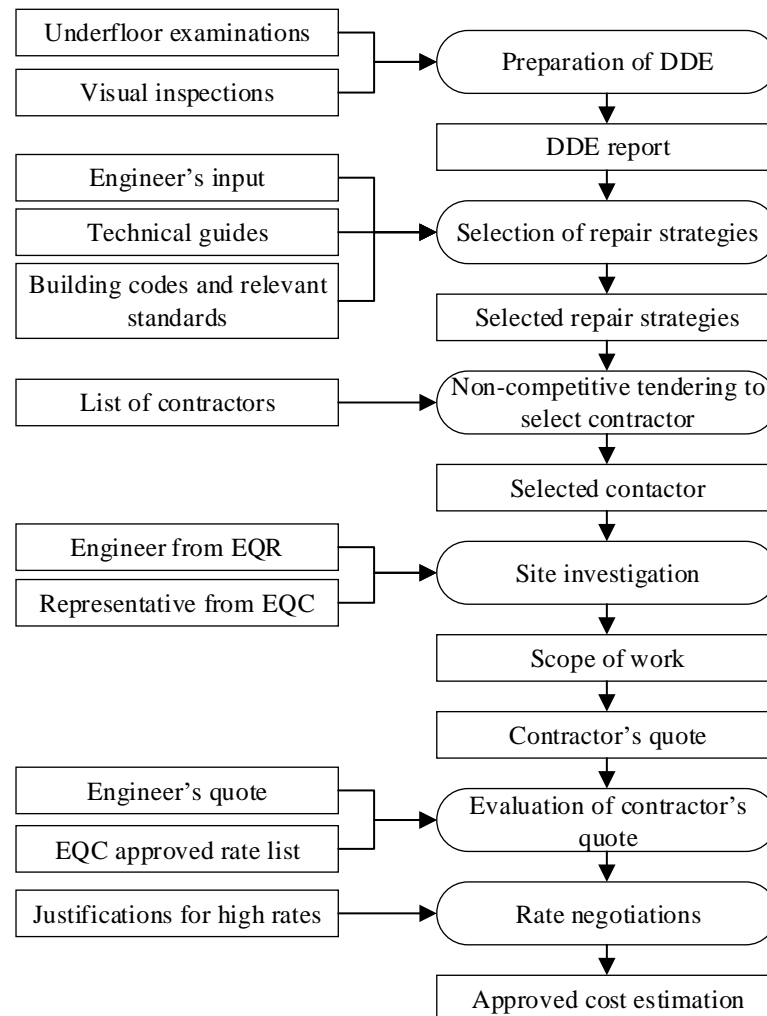 Underfloor examinations
Visual inspections
Preparation of DDE
DDE report
Engineer's input
Technical guides
Building codes and relevant
standards
Selection of repair strategies
Selected repair strategies
List of contractors
Non-competitive tendering to
select contractor
Selected contactor
Engineer from EQR
Representative from EQC
Site investigation
Scope of work
Contractor's quote
Engineer's quote
EQC approved rate list
Evaluation of contractor's
quote
Justifications for high rates
Rate negotiations
Approved cost estimation